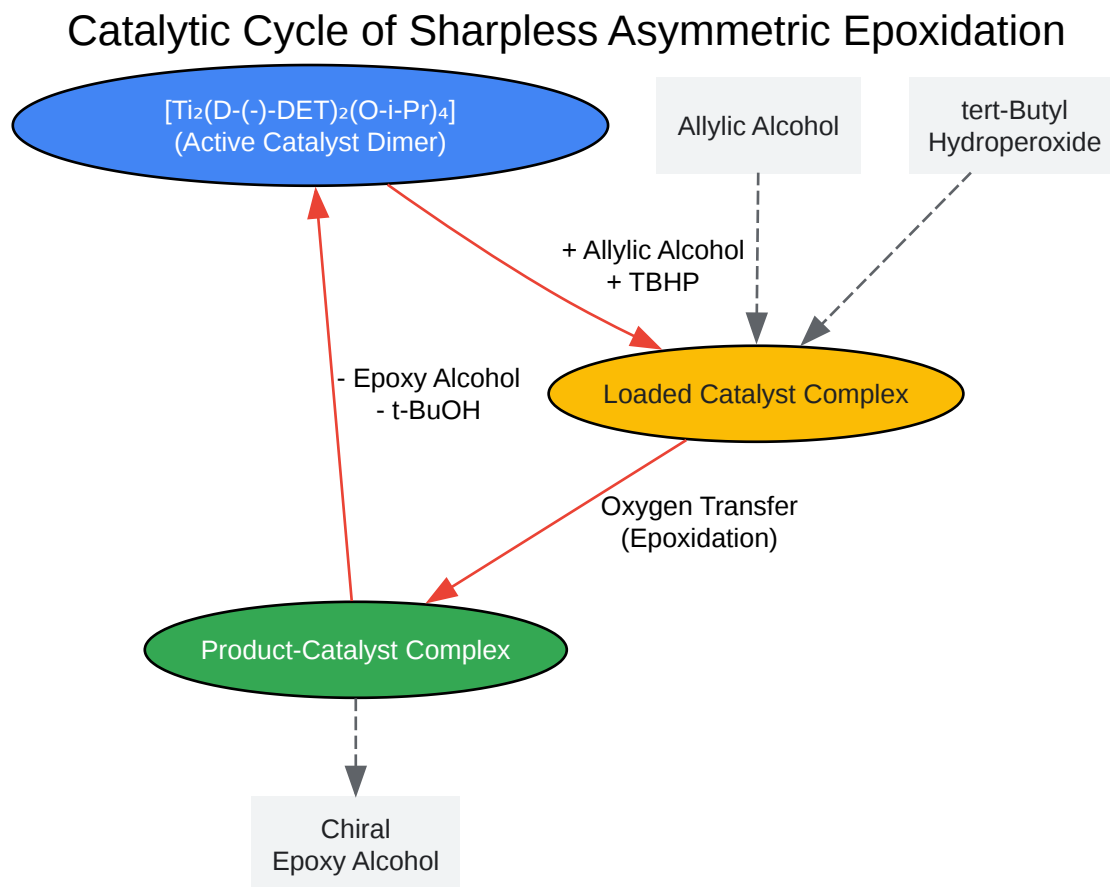 Catalytic Cycle of Sharpless Asymmetric Epoxidation
[Ti₂(D-(-)-DET)₂(O-i-Pr)₄]
(Active Catalyst Dimer)
Allylic Alcohol
tert-Butyl
Hydroperoxide
+ Allylic Alcohol
+ TBHP
- Epoxy Alcohol
- t-BuOH
Loaded Catalyst Complex
Oxygen Transfer
(Epoxidation)
Product-Catalyst Complex
Chiral
Epoxy Alcohol